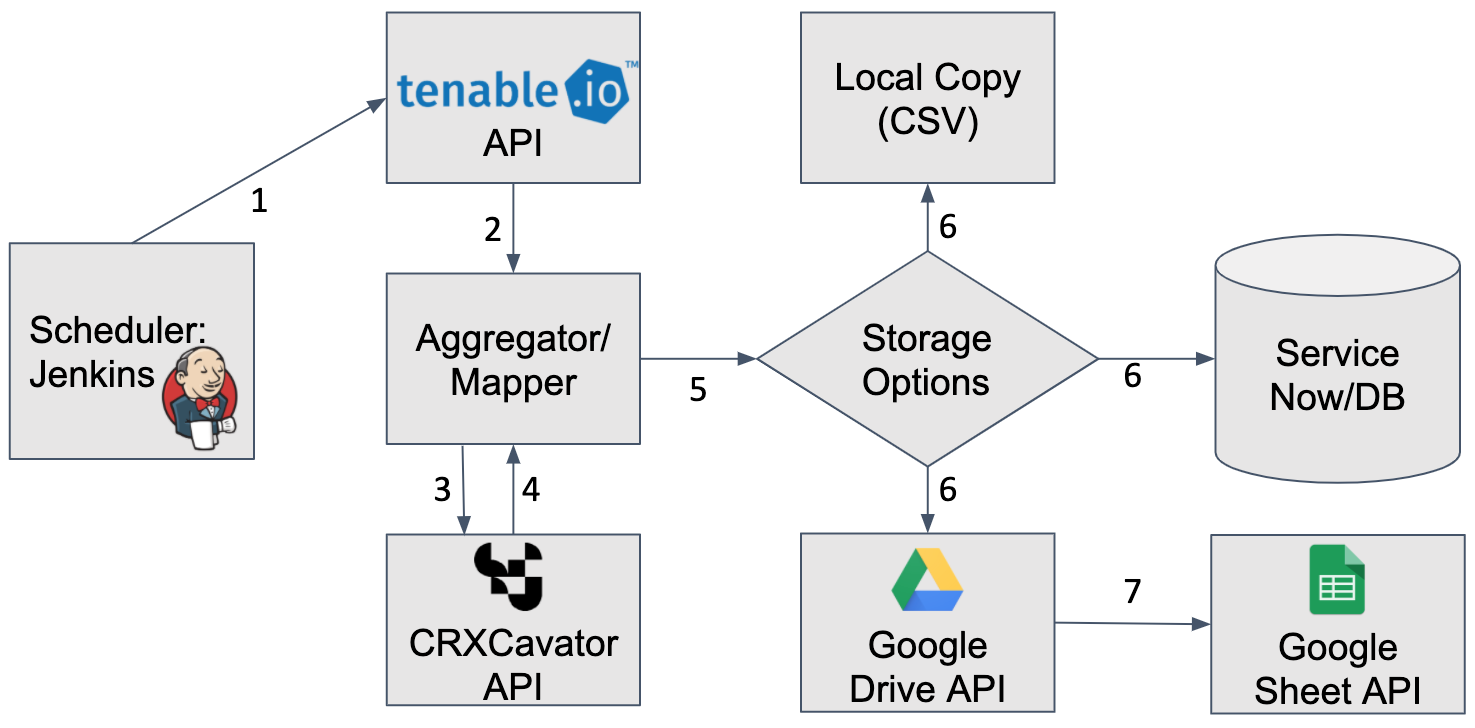 tenable.io™
API
Local Copy
(CSV)
1
2
6
Scheduler:
Jenkins
Aggregator/
Mapper
5
Storage
Options
6
Service
Now/DB
3
4
6
CRXCavator
API
Google
Drive API
7
Google
Sheet API